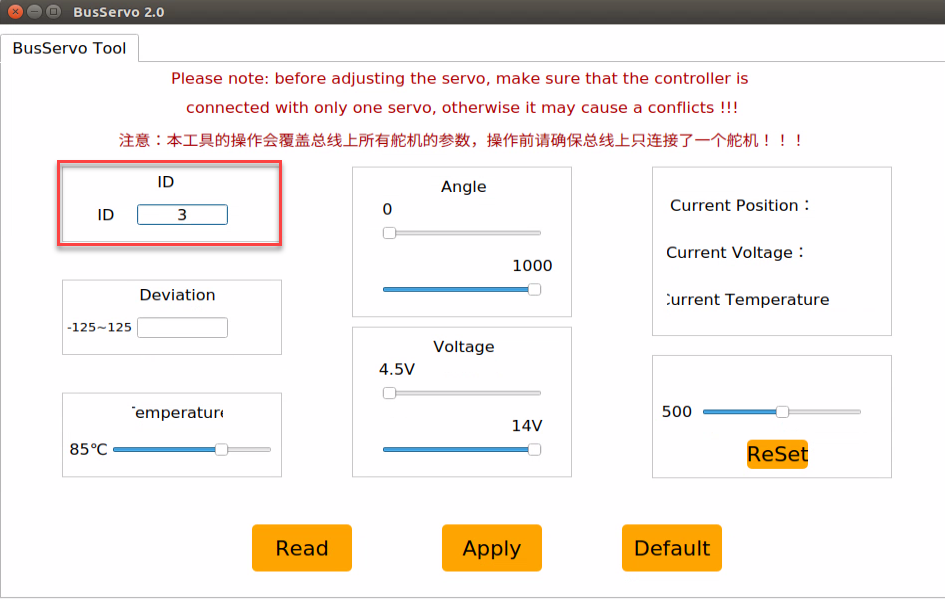 BusServo 2.0
BusServo Tool
Please note: before adjusting the servo, make sure that the controller is
connected with only one servo, otherwise it may cause a conflicts !!!
注意：本工具的操作会覆盖总线上所有舵机的参数，操作前请确保总线上只连接了一个舵机！！！
ID
ID 3
Deviation
-125~125
Temperature
85℃
Angle
0
1000
Voltage
4.5V
14V
Current Position：
Current Voltage：
Current Temperature
500
ReSet
Read Apply Default